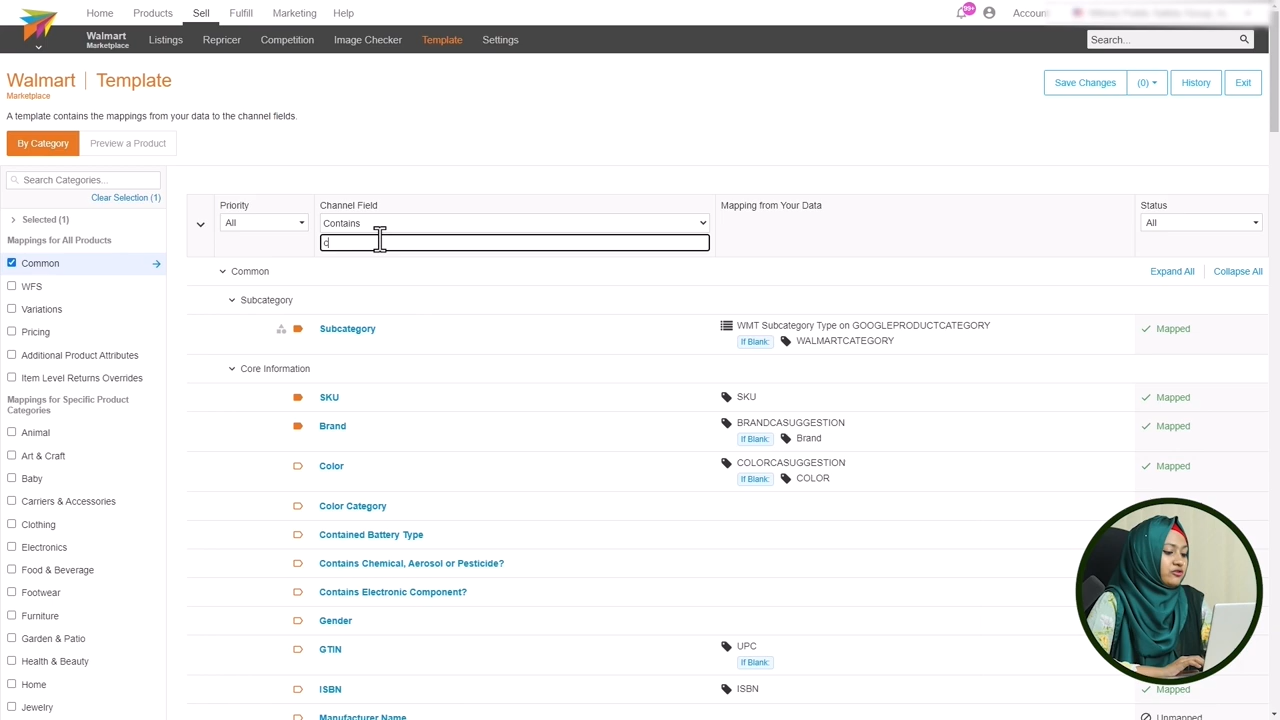 Home Products Sell Fulfill Marketing Help 99+ Accoun
Walmart Marketplace Listings Repricer Competition Image Checker Template Settings Search...
Walmart | Template
Marketplace
Save Changes (0) History Exit
A template contains the mappings from your data to the channel fields.
By Category Preview a Product
Search Categories...
Clear Selection (1)
Selected (1)
Mappings for All Products
Common
WFS
Variations
Pricing
Additional Product Attributes
Item Level Returns Overrides
Mappings for Specific Product
Categories
Animal
Art & Craft
Baby
Carriers & Accessories
Clothing
Electronics
Food & Beverage
Footwear
Furniture
Garden & Patio
Health & Beauty
Home
Jewelry
Priority Channel Field Mapping from Your Data Status
All Contains All
c
Common Expand All Collapse All
Subcategory
Subcategory WMT Subcategory Type on GOOGLEPRODUCTCATEGORY Mapped
If Blank: WALMARTCATEGORY
Core Information
SKU SKU Mapped
Brand BRANDCASUGGESTION Mapped
If Blank: Brand
Color COLORCASUGGESTION Mapped
If Blank: COLOR
Color Category
Contained Battery Type
Contains Chemical, Aerosol or Pesticide?
Contains Electronic Component?
Gender
GTIN UPC
If Blank:
ISBN ISBN Mapped
Manufacturer Name Unmapped